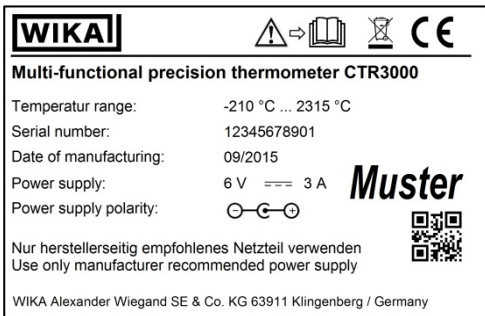 WIKAI
CE
Multi-functional precision thermometer CTR3000
Temperatur range: -210 °C ... 2315 °C
Serial number: 12345678901
Date of manufacturing: 09/2015
Power supply: 6 V ⎓ 3 A
Muster
Power supply polarity:
Nur herstellerseitig empfohlenes Netzteil verwenden
Use only manufacturer recommended power supply
WIKA Alexander Wiegand SE & Co. KG 63911 Klingenberg / Germany